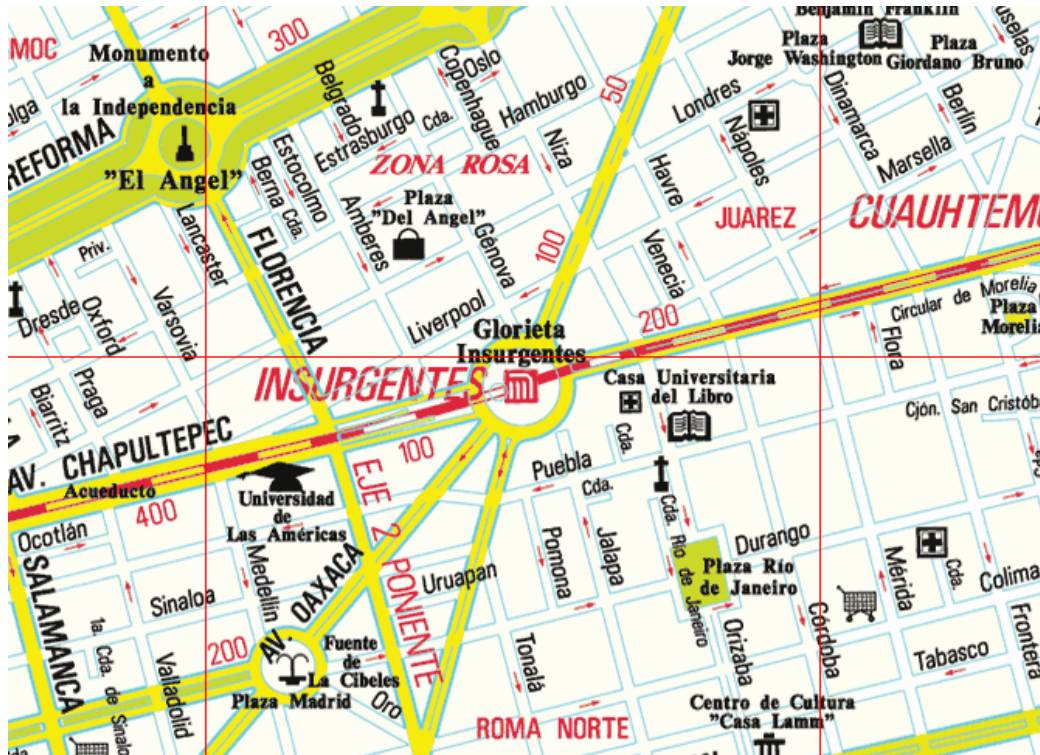 MOC
Monumento
a
la Independencia
REFORMA
"El Angel"
300
Belgrado
Estrasburgo
Cda.
Copenhague
Oslo
Hamburgo
50
Niza
ZONA ROSA
Berna
Cda.
Estocolmo
Amberes
Plaza
"Del Angel"
Génova
100
Liverpool
Londres
Nápoles
Havre
Venecia
JUAREZ
Benjamín Franklin
Plaza
Jorge Washington
Plaza
Giordano Bruno
Dinamarca
Berlín
Marsella
CUAUHTEM
Lancaster
FLORENCIA
Priv.
Dresde
Oxford
Varsovia
Praga
Biarritz
Glorieta
Insurgentes
INSURGENTES
200
Circular de Morelia
Plaza
Morelia
Flora
Cjón. San Cristób
Casa Universitaria
del Libro
Cda.
AV. CHAPULTEPEC
Acueducto
400
100
Universidad
de
Las Américas
EJE 2 PONIENTE
Puebla
Cda.
Cda. Río de Janeiro
Durango
Plaza Río
de Janeiro
Pomona
Jalapa
Mérida
Cda.
Colima
Ocotlán
SALAMANCA
Sinaloa
Medellín
AV. OAXACA
Uruapan
1a. Cda. de Sinalo
Valladolid
200
Fuente
de
La Cibeles
Plaza Madrid
Oro
Tonalá
Orizaba
Córdoba
Frontera
Tabasco
ROMA NORTE
Centro de Cultura
"Casa Lamm"